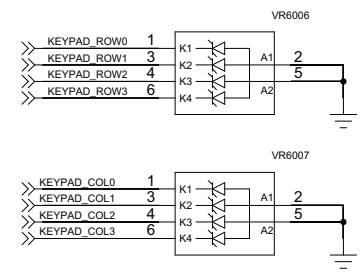 VR6006
KEYPAD_ROW0 1 K1
KEYPAD_ROW1 3 K2 A1 2
KEYPAD_ROW2 4 K3 5
KEYPAD_ROW3 6 K4 A2
VR6007
KEYPAD_COL0 1 K1
KEYPAD_COL1 3 K2 A1 2
KEYPAD_COL2 4 K3 5
KEYPAD_COL3 6 K4 A2